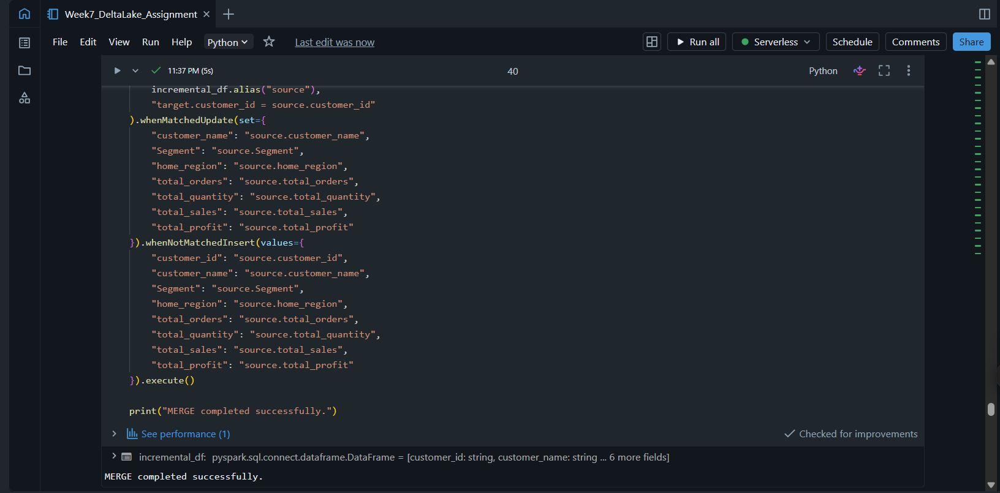 Week7_DeltaLake_Assignment
File Edit View Run Help Python Last edit was now Run all Serverless Schedule Comments Share
11:37 PM (5s) 40 Python
incremental_df.alias("source"),
"target.customer_id = source.customer_id"
).whenMatchedUpdate(set={
"customer_name": "source.customer_name",
"Segment": "source.Segment",
"home_region": "source.home_region",
"total_orders": "source.total_orders",
"total_quantity": "source.total_quantity",
"total_sales": "source.total_sales",
"total_profit": "source.total_profit"
}).whenNotMatchedInsert(values={
"customer_id": "source.customer_id",
"customer_name": "source.customer_name",
"Segment": "source.Segment",
"home_region": "source.home_region",
"total_orders": "source.total_orders",
"total_quantity": "source.total_quantity",
"total_sales": "source.total_sales",
"total_profit": "source.total_profit"
}).execute()
print("MERGE completed successfully.")
See performance (1) Checked for improvements
incremental_df: pyspark.sql.connect.dataframe.DataFrame = [customer_id: string, customer_name: string ... 6 more fields]
MERGE completed successfully.